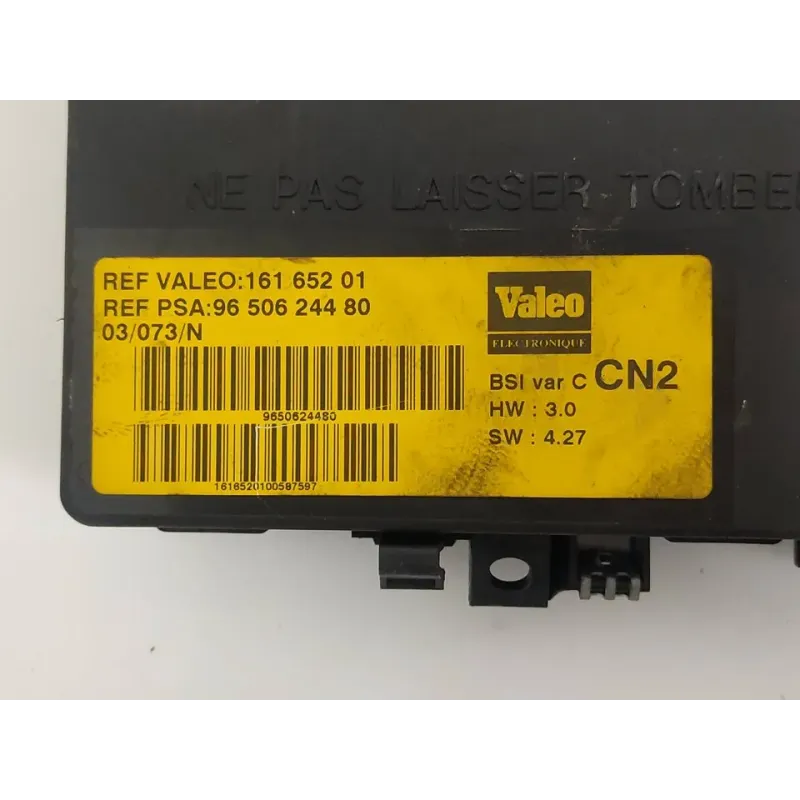 NE PAS LAISSER TOMBE
REF VALEO:161 652 01
REF PSA:96 506 244 80
03/073/N
9650624480
1616520100587597
Valeo
ELECTRONIQUE
BSI var C CN2
HW : 3.0
SW : 4.27